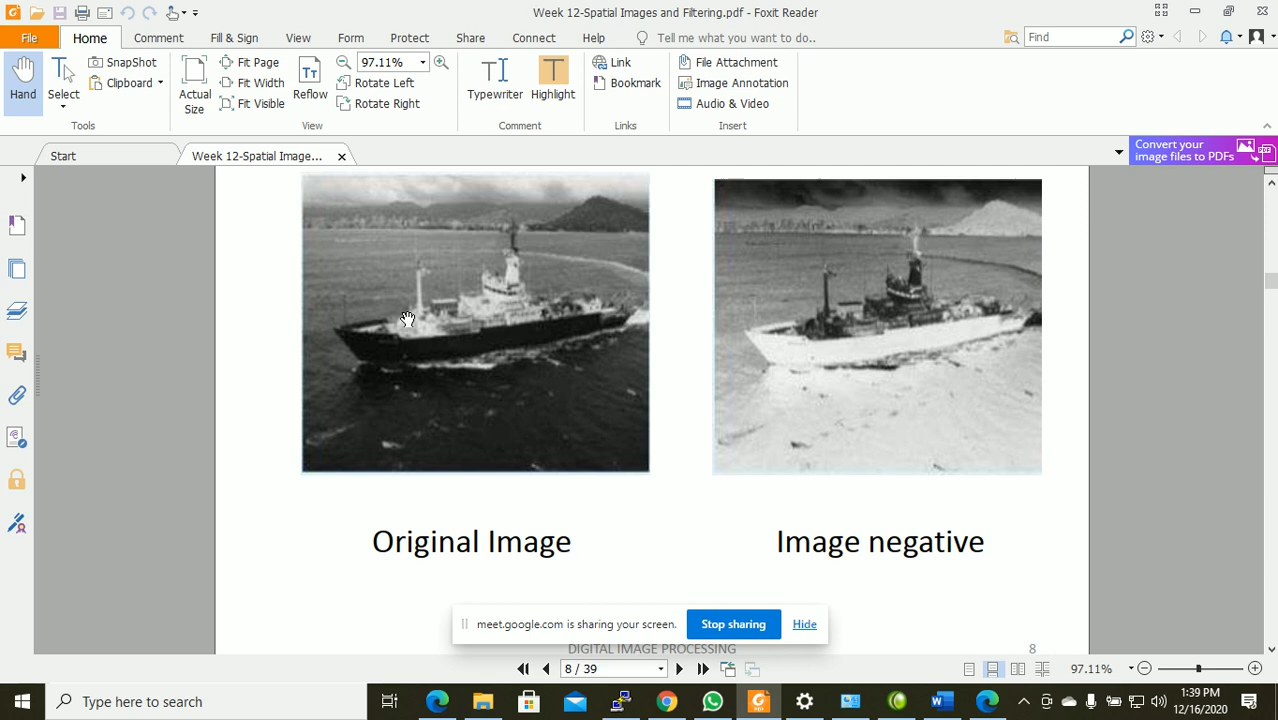 Week 12-Spatial Images and Filtering.pdf - Foxit Reader
File Home Comment Fill & Sign View Form Protect Share Connect Help Tell me what you want to do.. Find
Hand
Select
SnapShot
Clipboard
Tools
Actual
Size
Fit Page
Fit Width
Fit Visible
Reflow
97.11%
Rotate Left
Rotate Right
View
Typewriter
Highlight
Comment
Link
Bookmark
Links
File Attachment
Image Annotation
Audio & Video
Insert
Start
Week 12-Spatial Image...
Convert your
image files to PDFs
Original Image
Image negative
meet.google.com is sharing your screen. Stop sharing Hide
DIGITAL IMAGE PROCESSING 8
8 / 39
97.11%
Type here to search
1:39 PM
12/16/2020